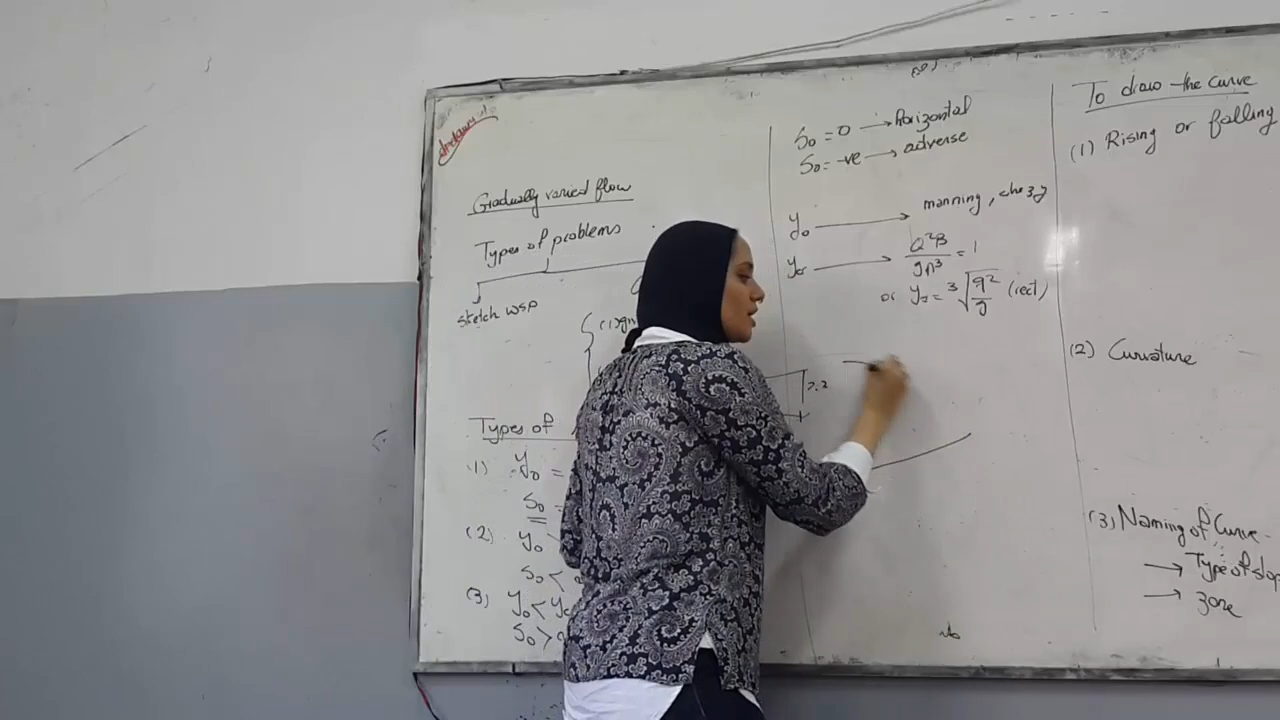 Gradually varied flow
Types of problems
sketch WSP
Types of
(1) y₀ =
S₀ =
(2) y₀
S₀ <
(3) y₀ < yc
S₀ >
S₀ = 0 → horizontal
S₀ = -ve → adverse
y₀ → manning, chezy
ycr → Q²B/gA³ = 1
or yc = ³√(q²/g) (rect)
To draw the curve
(1) Rising or falling
(2) Curvature
(3) Naming of Curve.
→ Type of slop
→ zone